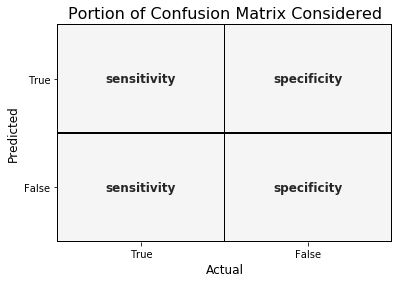 Portion of Confusion Matrix Considered
True
sensitivity
specificity
Predicted
False
sensitivity
specificity
True
False
Actual